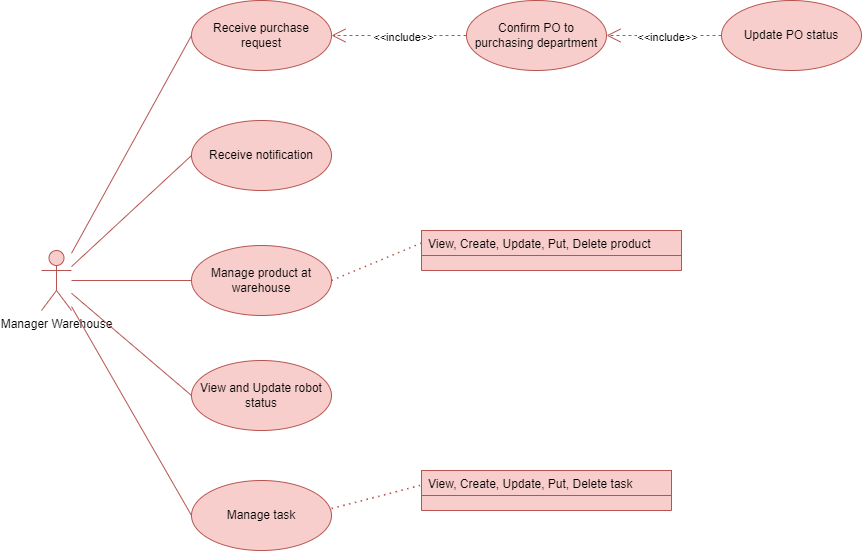 Receive purchase
request
<<include>>
Confirm PO to
purchasing department
<<include>>
Update PO status
Receive notification
View, Create, Update, Put, Delete product
Manage product at
warehouse
Manager Warehouse
View and Update robot
status
View, Create, Update, Put, Delete task
Manage task